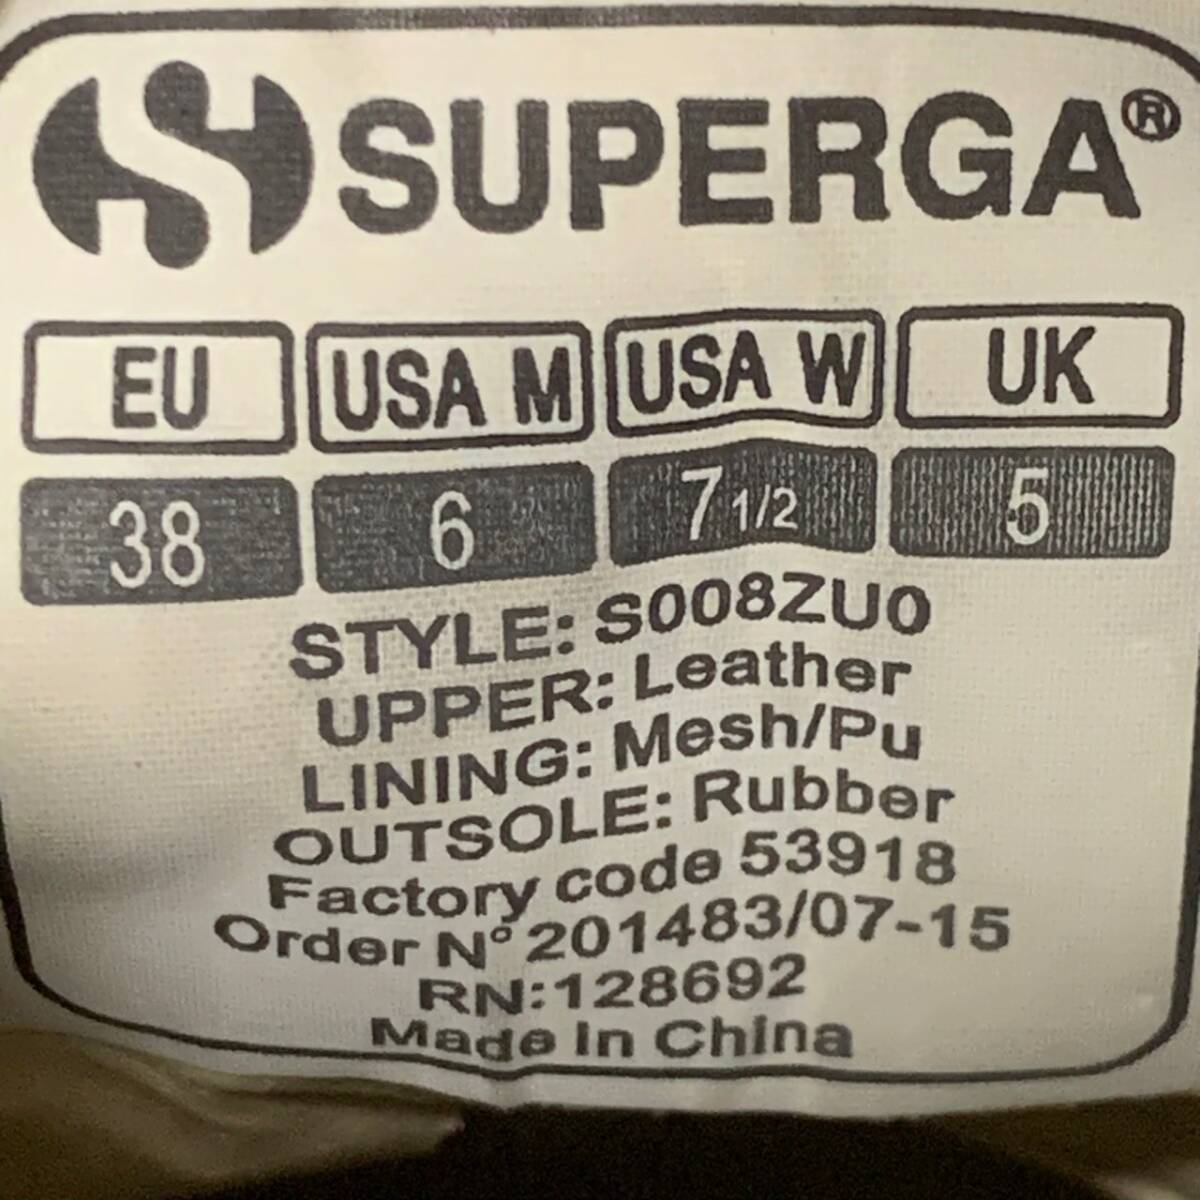 SUPERGA®
EU USA M USA W UK
38 6 7 1/2 5
STYLE: S008ZU0
UPPER: Leather
LINING: Mesh/Pu
OUTSOLE: Rubber
Factory code 53918
Order N° 201483/07-15
RN:128692
Made In China